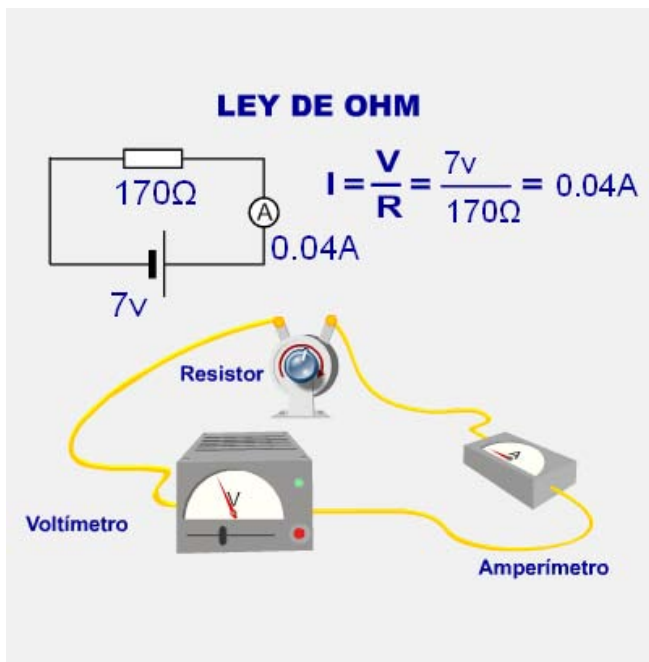 LEY DE OHM
170Ω
A
0.04A
7v
I = V/R = 7v/170Ω = 0.04A
Resistor
A
V
Voltímetro
Amperímetro